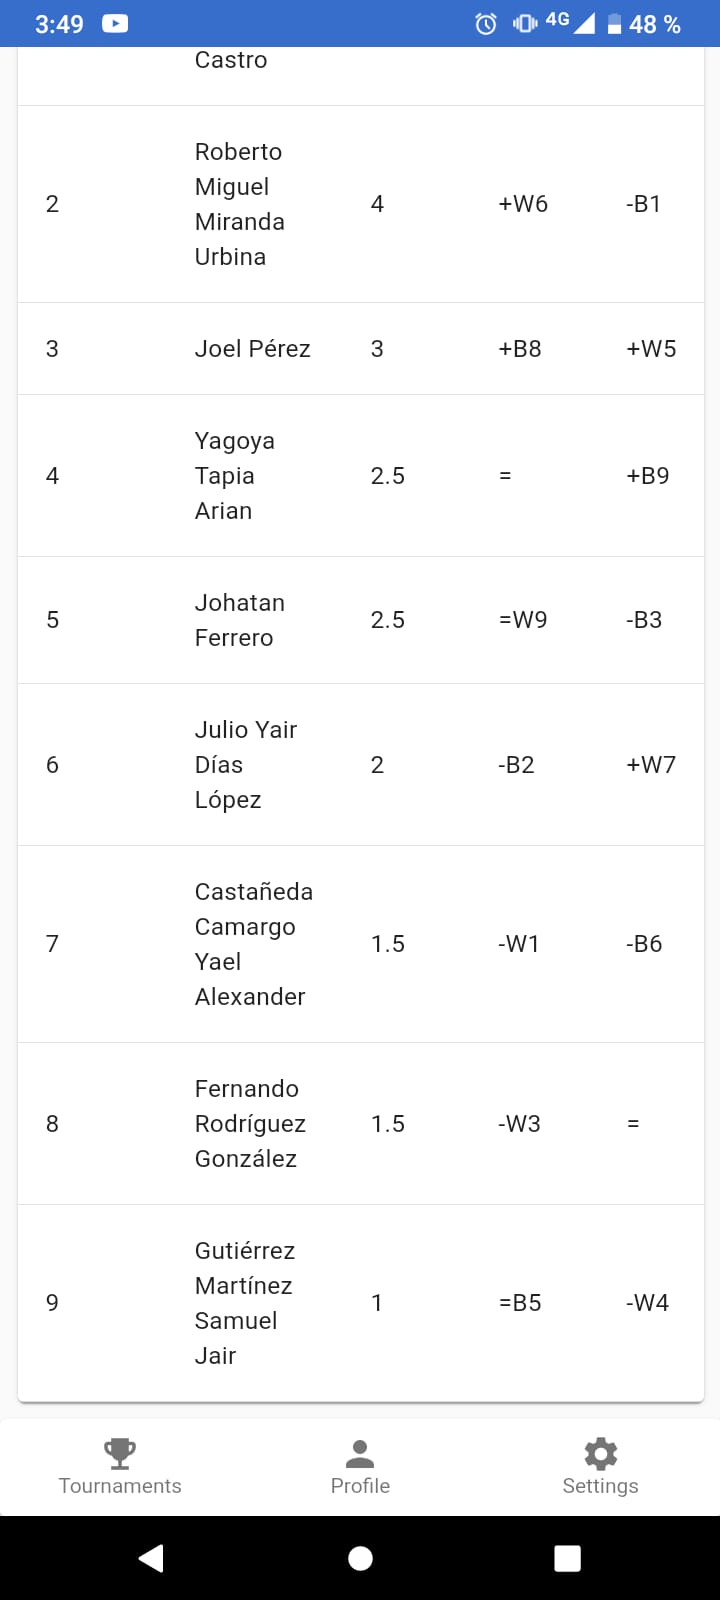 3:49 4G 48 %
Castro
2 Roberto Miguel Miranda Urbina 4 +W6 -B1
3 Joel Pérez 3 +B8 +W5
4 Yagoya Tapia Arian 2.5 = +B9
5 Johatan Ferrero 2.5 =W9 -B3
6 Julio Yair Días López 2 -B2 +W7
7 Castañeda Camargo Yael Alexander 1.5 -W1 -B6
8 Fernando Rodríguez González 1.5 -W3 =
9 Gutiérrez Martínez Samuel Jair 1 =B5 -W4
Tournaments Profile Settings